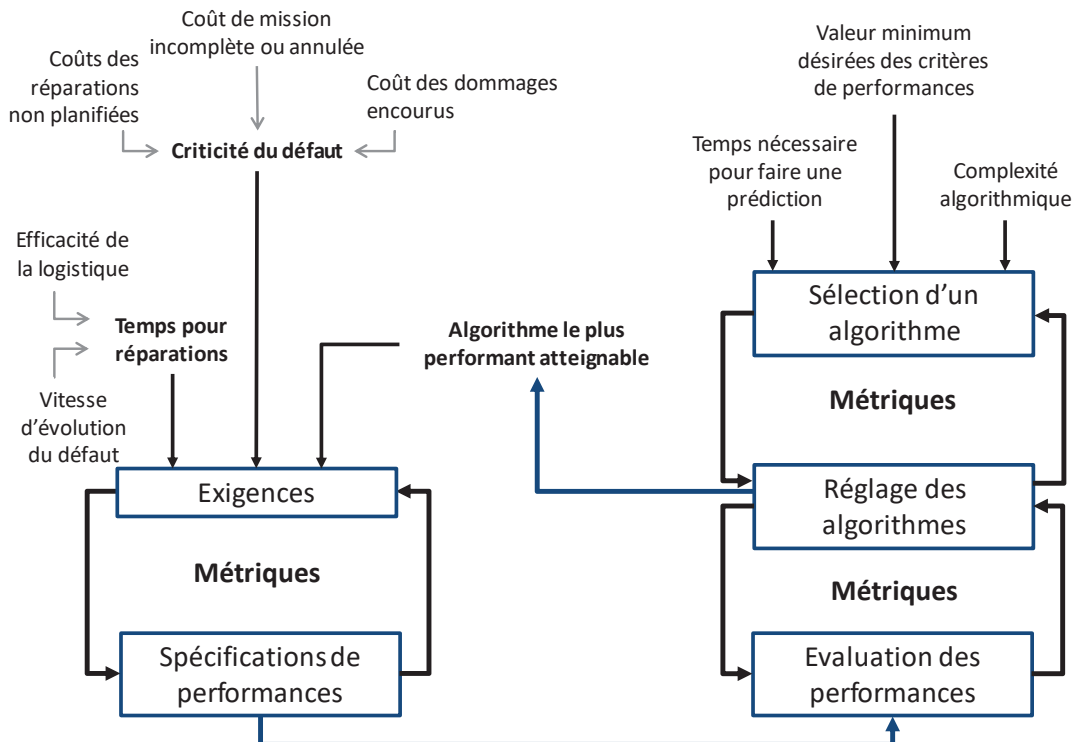 Coût de mission
incomplète ou annulée
Coûts des
réparations
non planifiées
Coût des dommages
encourus
Criticité du défaut
Efficacité de
la logistique
Temps pour
réparations
Vitesse
d'évolution
du défaut
Algorithme le plus
performant atteignable
Exigences
Métriques
Spécifications de
performances
Valeur minimum
désirées des critères
de performances
Temps nécessaire
pour faire une
prédiction
Complexité
algorithmique
Sélection d'un
algorithme
Métriques
Réglage des
algorithmes
Métriques
Evaluation des
performances